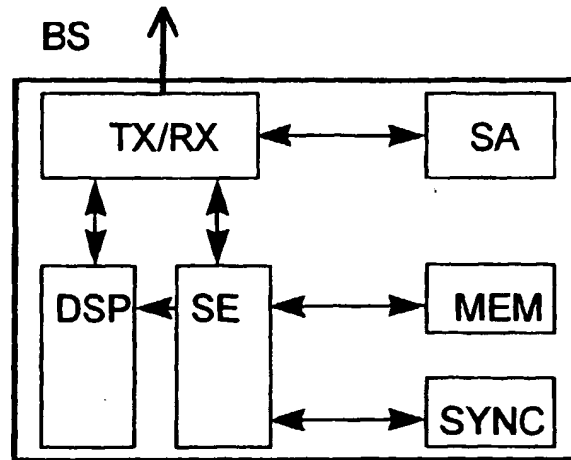 BS
TX/RX
SA
DSP
SE
MEM
SYNC